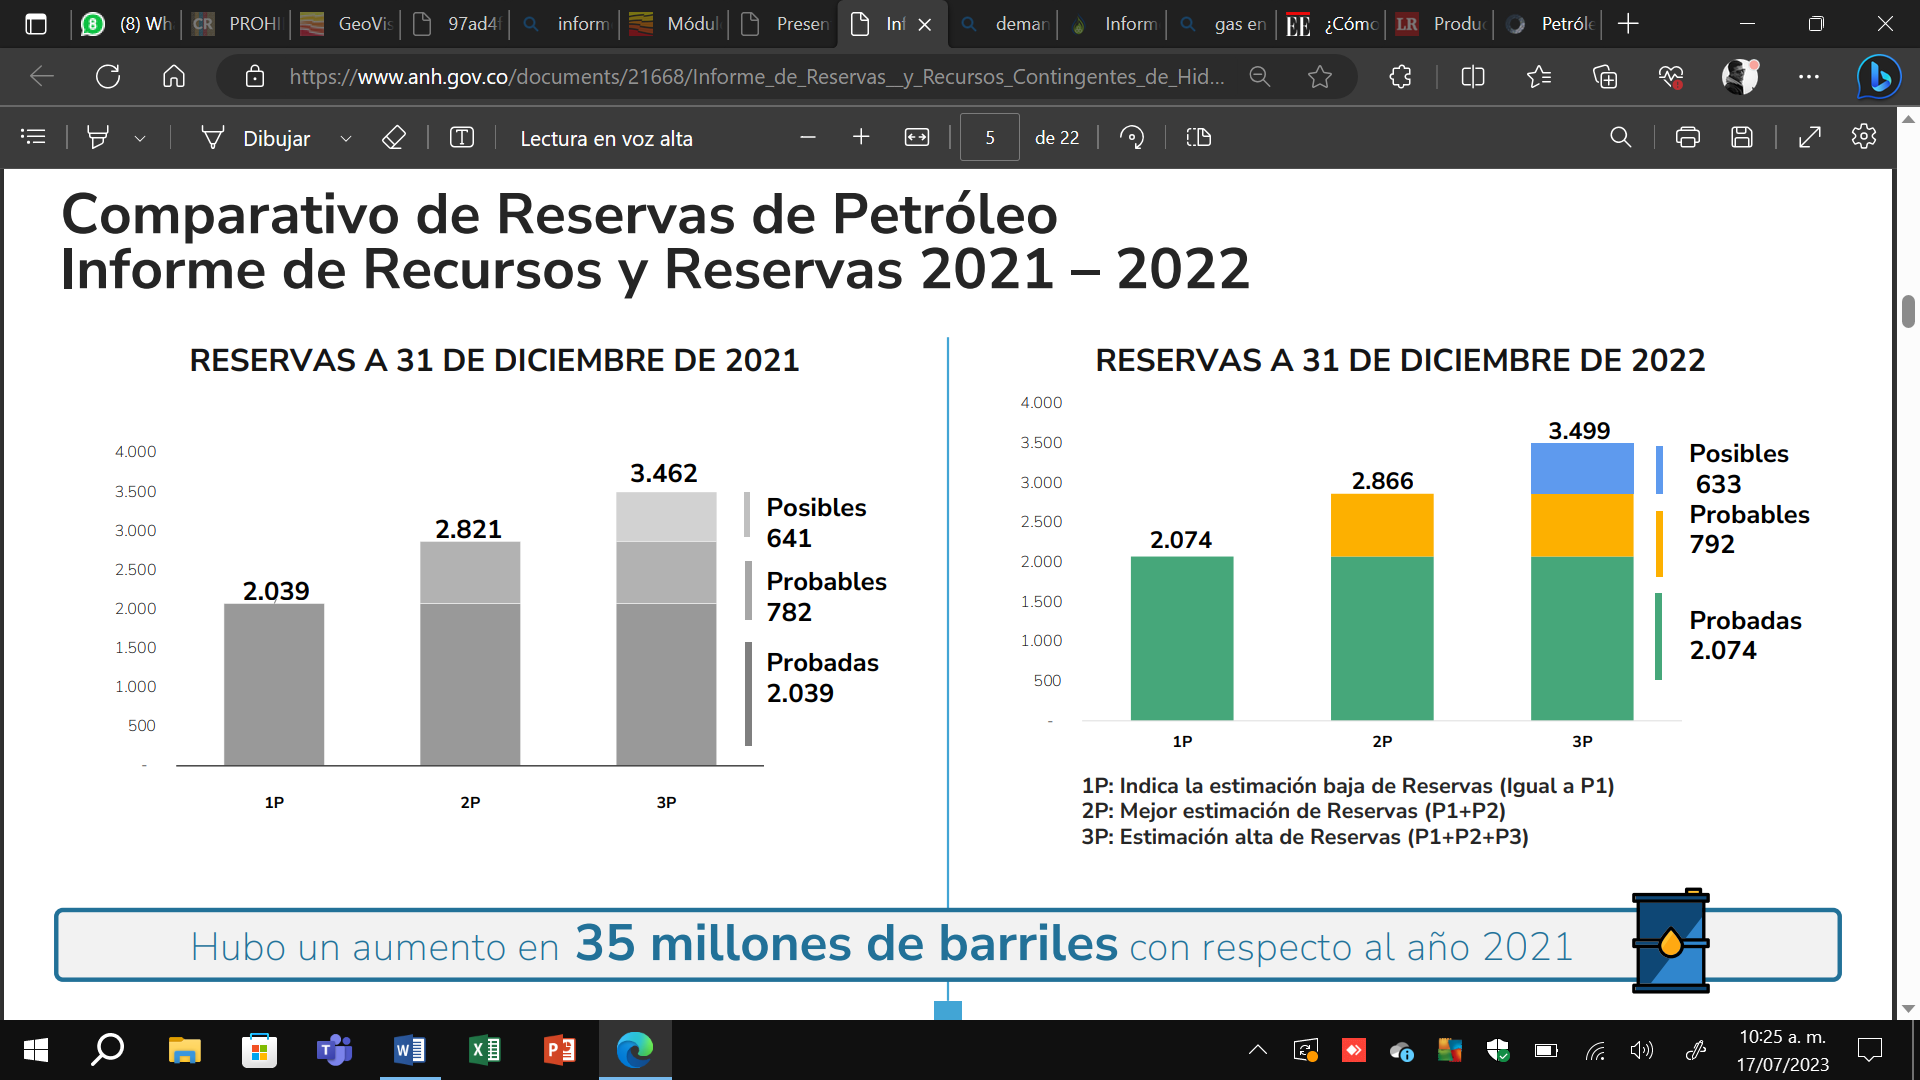 (8) Wh
PROHI
GeoVis
97ad4f
inform
Módul
Presen
Inf
deman
Inform
gas en
¿Cómo
Produc
Petróle
https://www.anh.gov.co/documents/21668/Informe_de_Reservas__y_Recursos_Contingentes_de_Hid...
Dibujar
Lectura en voz alta
5 de 22
Comparativo de Reservas de Petróleo
Informe de Recursos y Reservas 2021 – 2022
RESERVAS A 31 DE DICIEMBRE DE 2021
4.000
3.500
3.000
2.500
2.000
1.500
1.000
500
-
2.039
2.821
3.462
1P
2P
3P
Posibles
641
Probables
782
Probadas
2.039
RESERVAS A 31 DE DICIEMBRE DE 2022
4.000
3.500
3.000
2.500
2.000
1.500
1.000
500
-
2.074
2.866
3.499
1P
2P
3P
Posibles
633
Probables
792
Probadas
2.074
1P: Indica la estimación baja de Reservas (Igual a P1)
2P: Mejor estimación de Reservas (P1+P2)
3P: Estimación alta de Reservas (P1+P2+P3)
Hubo un aumento en 35 millones de barriles con respecto al año 2021
10:25 a. m.
17/07/2023